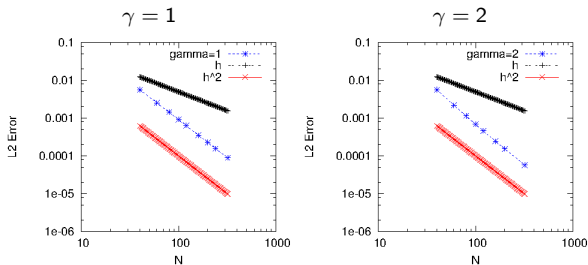 γ = 1
0.1
0.01
0.001
0.0001
1e-05
1e-06
10
100
1000
L2 Error
N
gamma=1
h
h^2
γ = 2
0.1
0.01
0.001
0.0001
1e-05
1e-06
10
100
1000
L2 Error
N
gamma=2
h
h^2